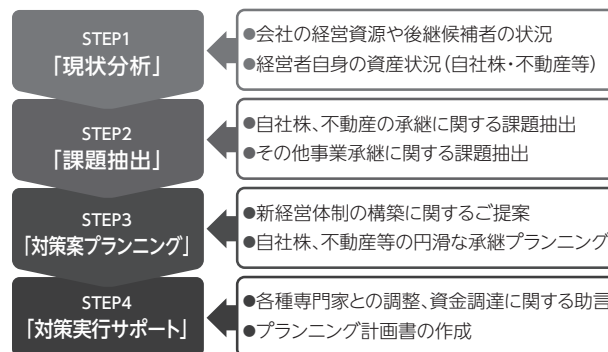 STEP1
「現状分析」
●会社の経営資源や後継候補者の状況
●経営者自身の資産状況(自社株・不動産等)
STEP2
「課題抽出」
●自社株、不動産の承継に関する課題抽出
●その他事業承継に関する課題抽出
STEP3
「対策案プランニング」
●新経営体制の構築に関するご提案
●自社株、不動産等の円滑な承継プランニング
STEP4
「対策実行サポート」
●各種専門家との調整、資金調達に関する助言
●プランニング計画書の作成